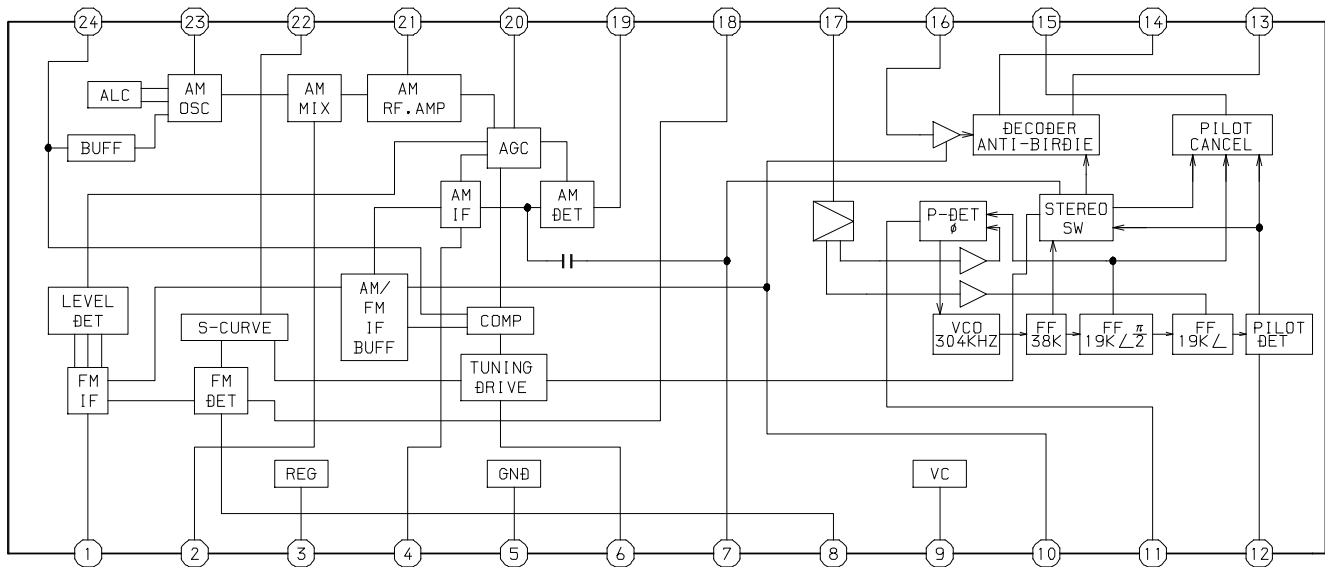 24 23 22 21 20 19 18 17 16 15 14 13
ALC
AM
OSC
AM
MIX
AM
RF.AMP
BUFF
AGC
DECODER
ANTI-BIRDIE
PILOT
CANCEL
AM
IF
AM
DET
P-DET
ø
STEREO
SW
LEVEL
DET
S-CURVE
AM/
FM
IF
BUFF
COMP
VCO
304KHZ
FF
38K
FF
19K∠π/2
FF
19K∠
PILOT
DET
FM
IF
FM
DET
TUNING
DRIVE
REG
GND
VC
1 2 3 4 5 6 7 8 9 10 11 12